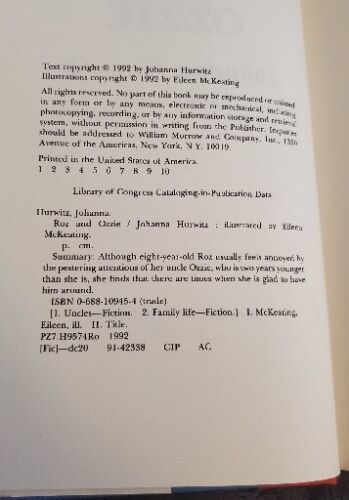 Text copyright © 1992 by Johanna Hurwitz
Illustrations copyright © 1992 by Eileen McKeating
All rights reserved. No part of this book may be reproduced or utilized
in any form or by any means, electronic or mechanical, including
photocopying, recording, or by any information storage and retrieval
system, without permission in writing from the Publisher. Inquiries
should be addressed to William Morrow and Company, Inc., 1350
Avenue of the Americas, New York, N.Y. 10019.
Printed in the United States of America.
1 2 3 4 5 6 7 8 9 10
Library of Congress Cataloging-in-Publication Data
Hurwitz, Johanna.
Roz and Ozzie / Johanna Hurwitz : illustrated by Eileen
McKeating.
p. cm.
Summary: Although eight-year-old Roz usually feels annoyed by
the pestering attentions of her uncle Ozzie, who is two years younger
than she is, she finds that there are times when she is glad to have
him around.
ISBN 0-688-10945-4 (trade)
[1. Uncles—Fiction. 2. Family life—Fiction.] I. McKeating,
Eileen, ill. II. Title.
PZ7.H9574Ro 1992
[Fic]—dc20 91-42338 CIP AC